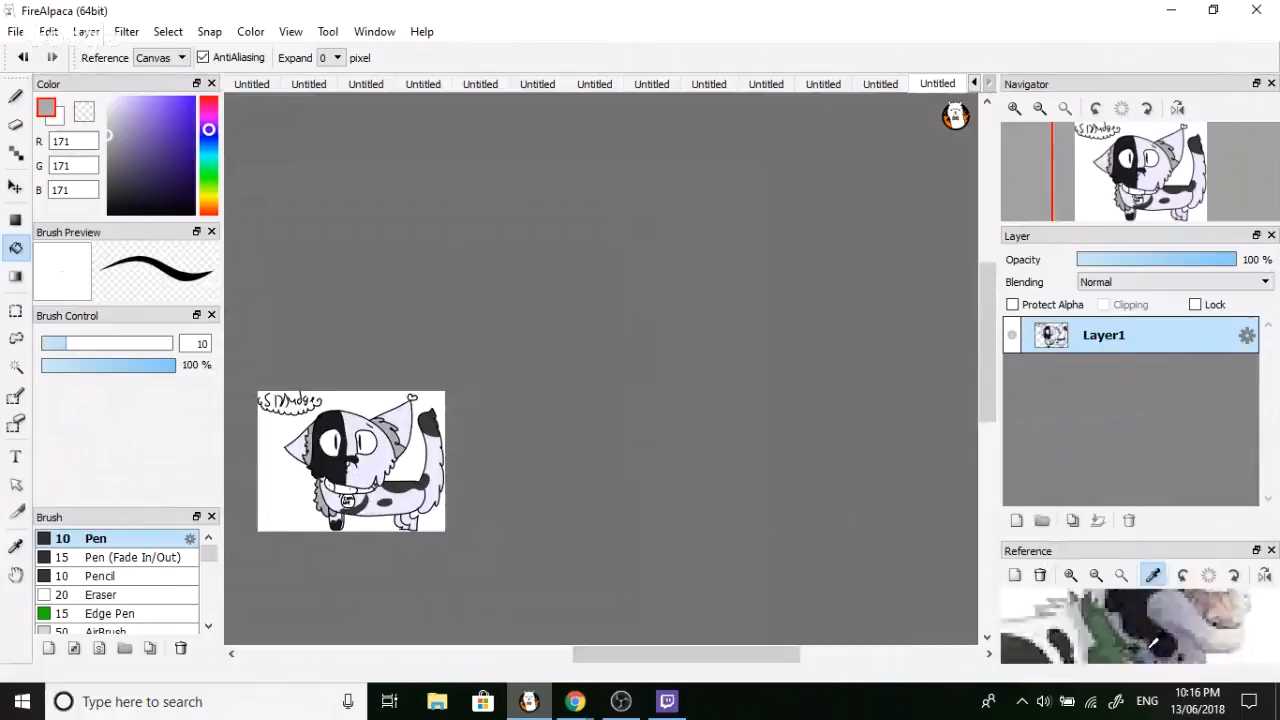 FireAlpaca (64bit)
File Edit Layer Filter Select Snap Color View Tool Window Help
Reference Canvas AntiAliasing Expand 0 pixel
Color Untitled Untitled Untitled Untitled Untitled Untitled Untitled Untitled Untitled Untitled Untitled Untitled Untitled Navigator
R 171
G 171
B 171
Brush Preview
Layer
Opacity 100 %
Blending Normal
Protect Alpha Clipping Lock
Brush Control
Layer1
10
100 %
Brush
10 Pen
15 Pen (Fade In/Out)
10 Pencil
20 Eraser
15 Edge Pen
50 AirBrush
Reference
Type here to search
ENG
10:16 PM
13/06/2018